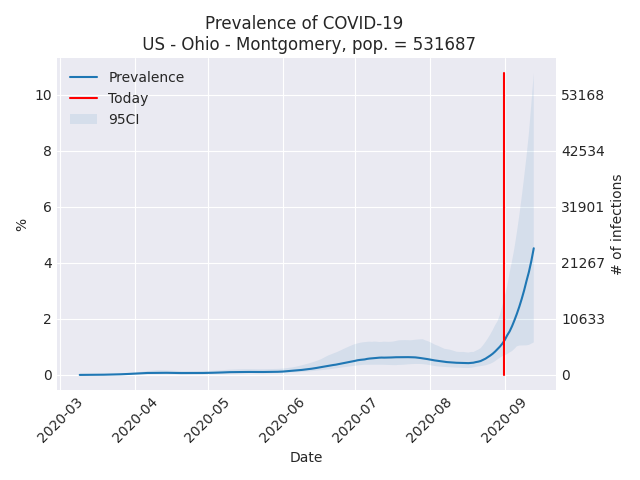 Prevalence of COVID-19
US - Ohio - Montgomery, pop. = 531687
Prevalence
Today
95CI
10
8
6
4
2
0
%
53168
42534
31901
21267
10633
0
# of infections
2020-03
2020-04
2020-05
2020-06
2020-07
2020-08
2020-09
Date